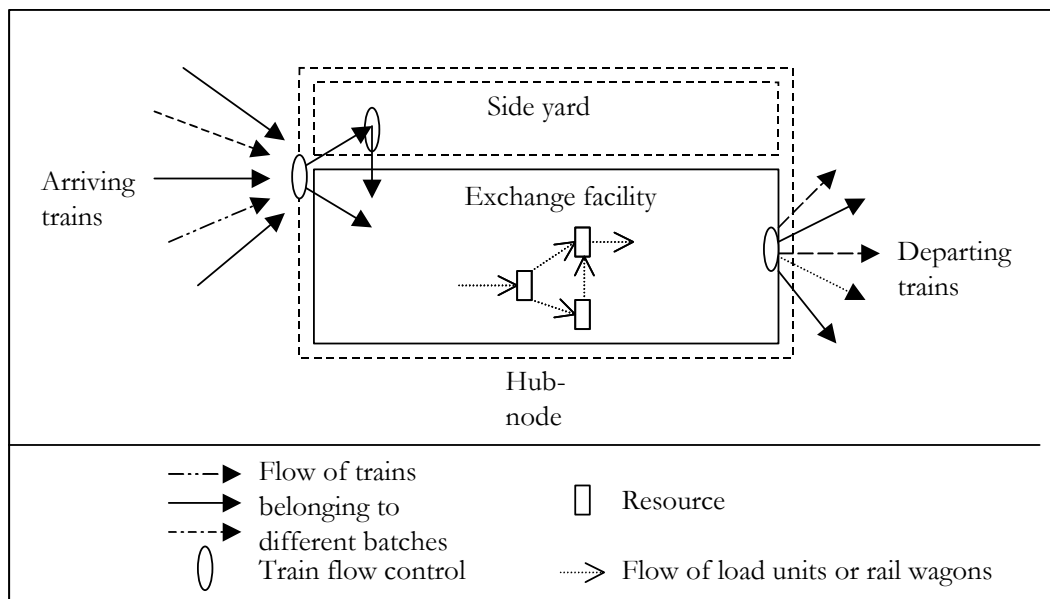 Side yard
Arriving
trains
Exchange facility
Departing
trains
Hub-
node
Flow of trains
belonging to
different batches
Train flow control
Resource
Flow of load units or rail wagons